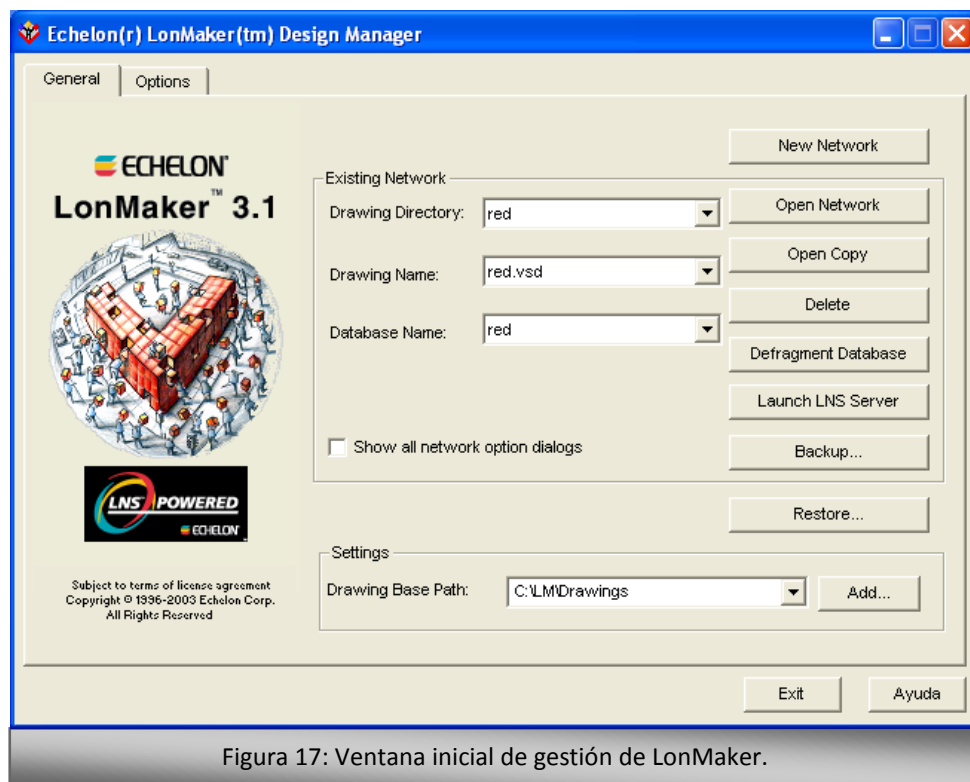 Echelon(r) LonMaker(tm) Design Manager
General
Options
ECHELON
LonMaker™ 3.1
LNS POWERED
ECHELON
Subject to terms of license agreement
Copyright © 1996-2003 Echelon Corp.
All Rights Reserved
New Network
Existing Network
Drawing Directory: red
Open Network
Open Copy
Drawing Name: red.vsd
Delete
Database Name: red
Defragment Database
Launch LNS Server
Show all network option dialogs
Backup...
Restore...
Settings
Drawing Base Path: C:\LM\Drawings
Add...
Exit
Ayuda
Figura 17: Ventana inicial de gestión de LonMaker.